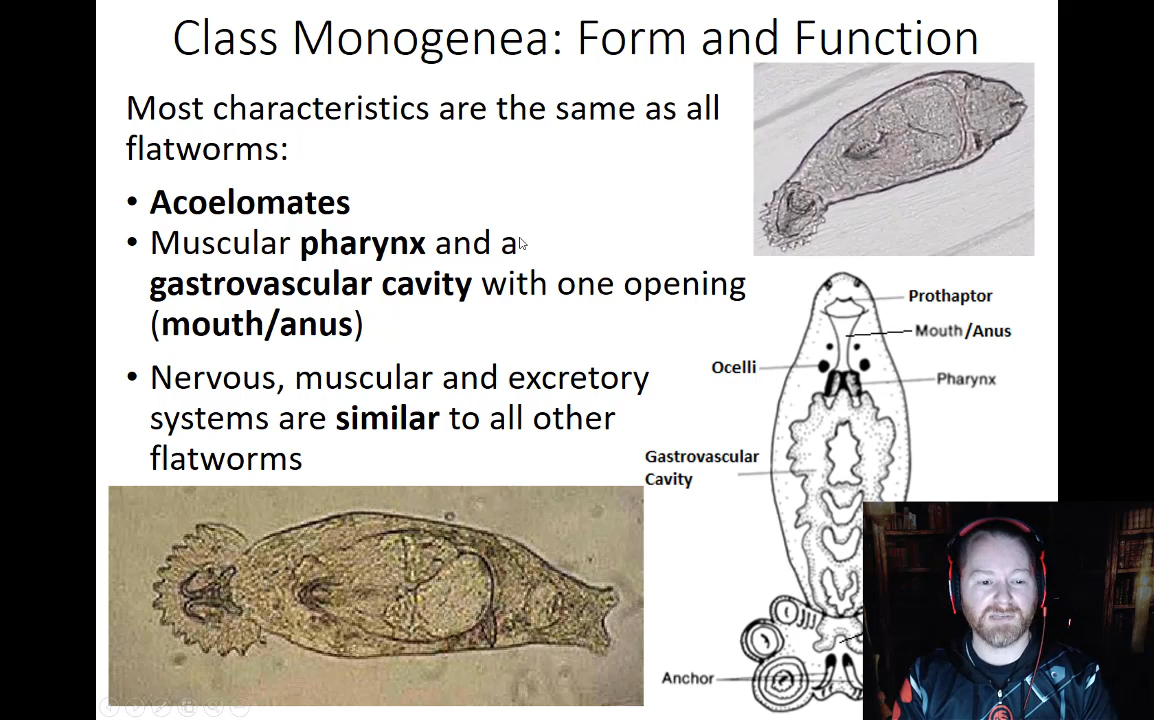 Class Monogenea: Form and Function
Most characteristics are the same as all
flatworms:
• Acoelomates
• Muscular pharynx and a
gastrovascular cavity with one opening
(mouth/anus)
• Nervous, muscular and excretory
systems are similar to all other
flatworms
Prothaptor
Mouth/Anus
Ocelli
Pharynx
Gastrovascular
Cavity
Anchor